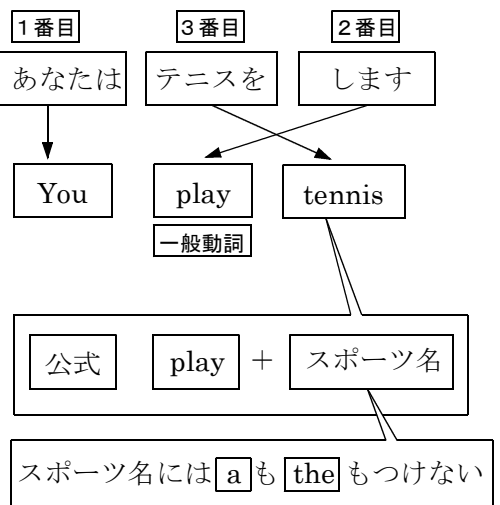 1番目 3番目 2番目
あなたは テニスを します
You play tennis
一般動詞
公式 play + スポーツ名
スポーツ名には a も the もつけない